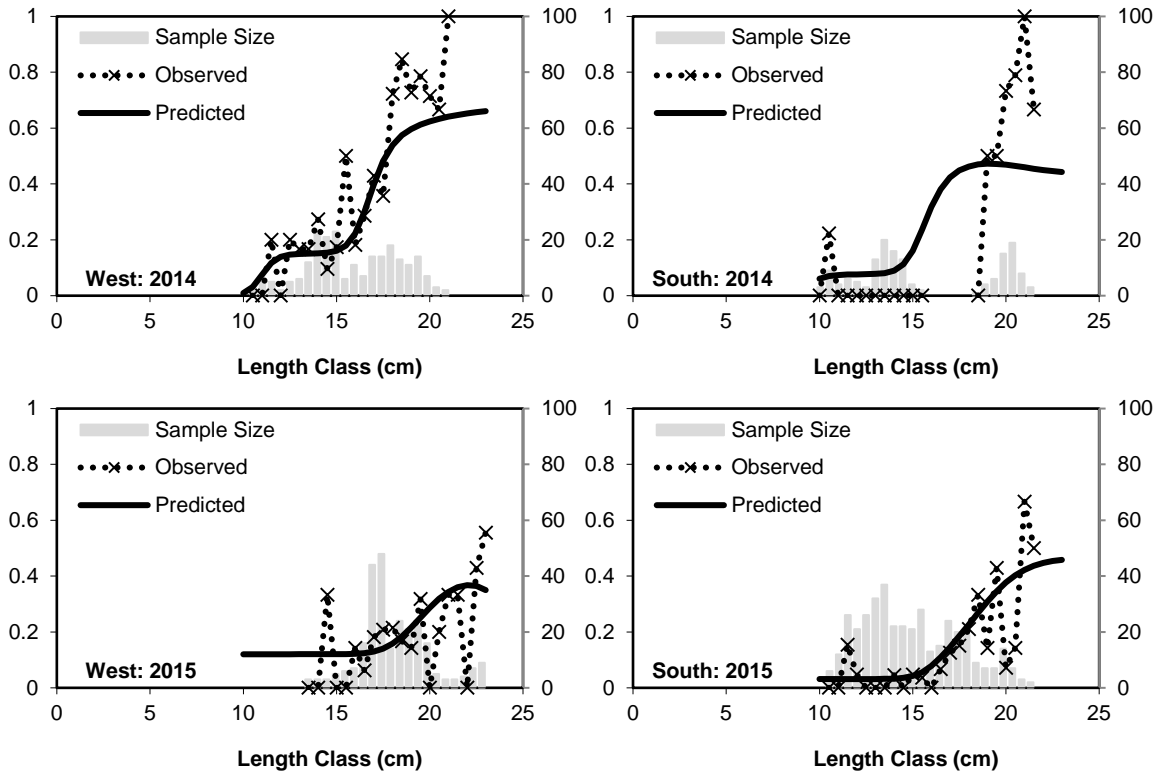 1 100 1 100
Sample Size Sample Size
0.8 80 0.8 80
Observed Observed
0.6 Predicted 60 0.6 Predicted 60
0.4 40 0.4 40
0.2 20 0.2 20
West: 2014 South: 2014
0 0 0 0
0 5 10 15 20 25 0 5 10 15 20 25
Length Class (cm) Length Class (cm)
1 100 1 100
Sample Size Sample Size
0.8 80 0.8 80
Observed Observed
0.6 Predicted 60 0.6 Predicted 60
0.4 40 0.4 40
0.2 20 0.2 20
West: 2015 South: 2015
0 0 0 0
0 5 10 15 20 25 0 5 10 15 20 25
Length Class (cm) Length Class (cm)